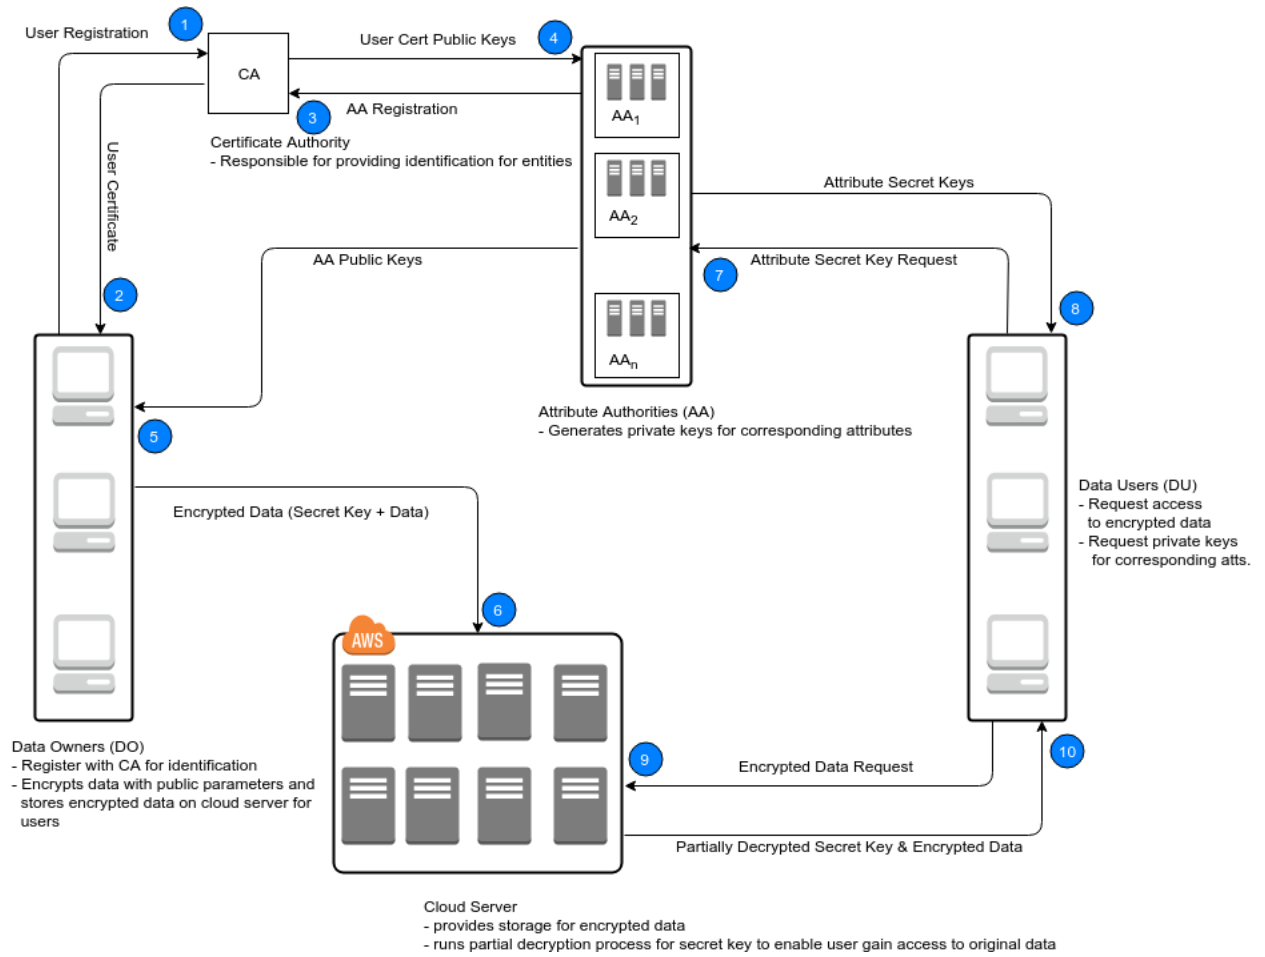 User Registration
1
CA
User Cert Public Keys
4
AA Registration
3
Certificate Authority
- Responsible for providing identification for entities
User Certificate
2
AA1
AA2
AAn
Attribute Secret Keys
Attribute Secret Key Request
7
8
AA Public Keys
5
Attribute Authorities (AA)
- Generates private keys for corresponding attributes
Encrypted Data (Secret Key + Data)
6
Data Users (DU)
- Request access
to encrypted data
- Request private keys
for corresponding atts.
AWS
Data Owners (DO)
- Register with CA for identification
- Encrypts data with public parameters and
stores encrypted data on cloud server for
users
9
Encrypted Data Request
10
Partially Decrypted Secret Key & Encrypted Data
Cloud Server
- provides storage for encrypted data
- runs partial decryption process for secret key to enable user gain access to original data